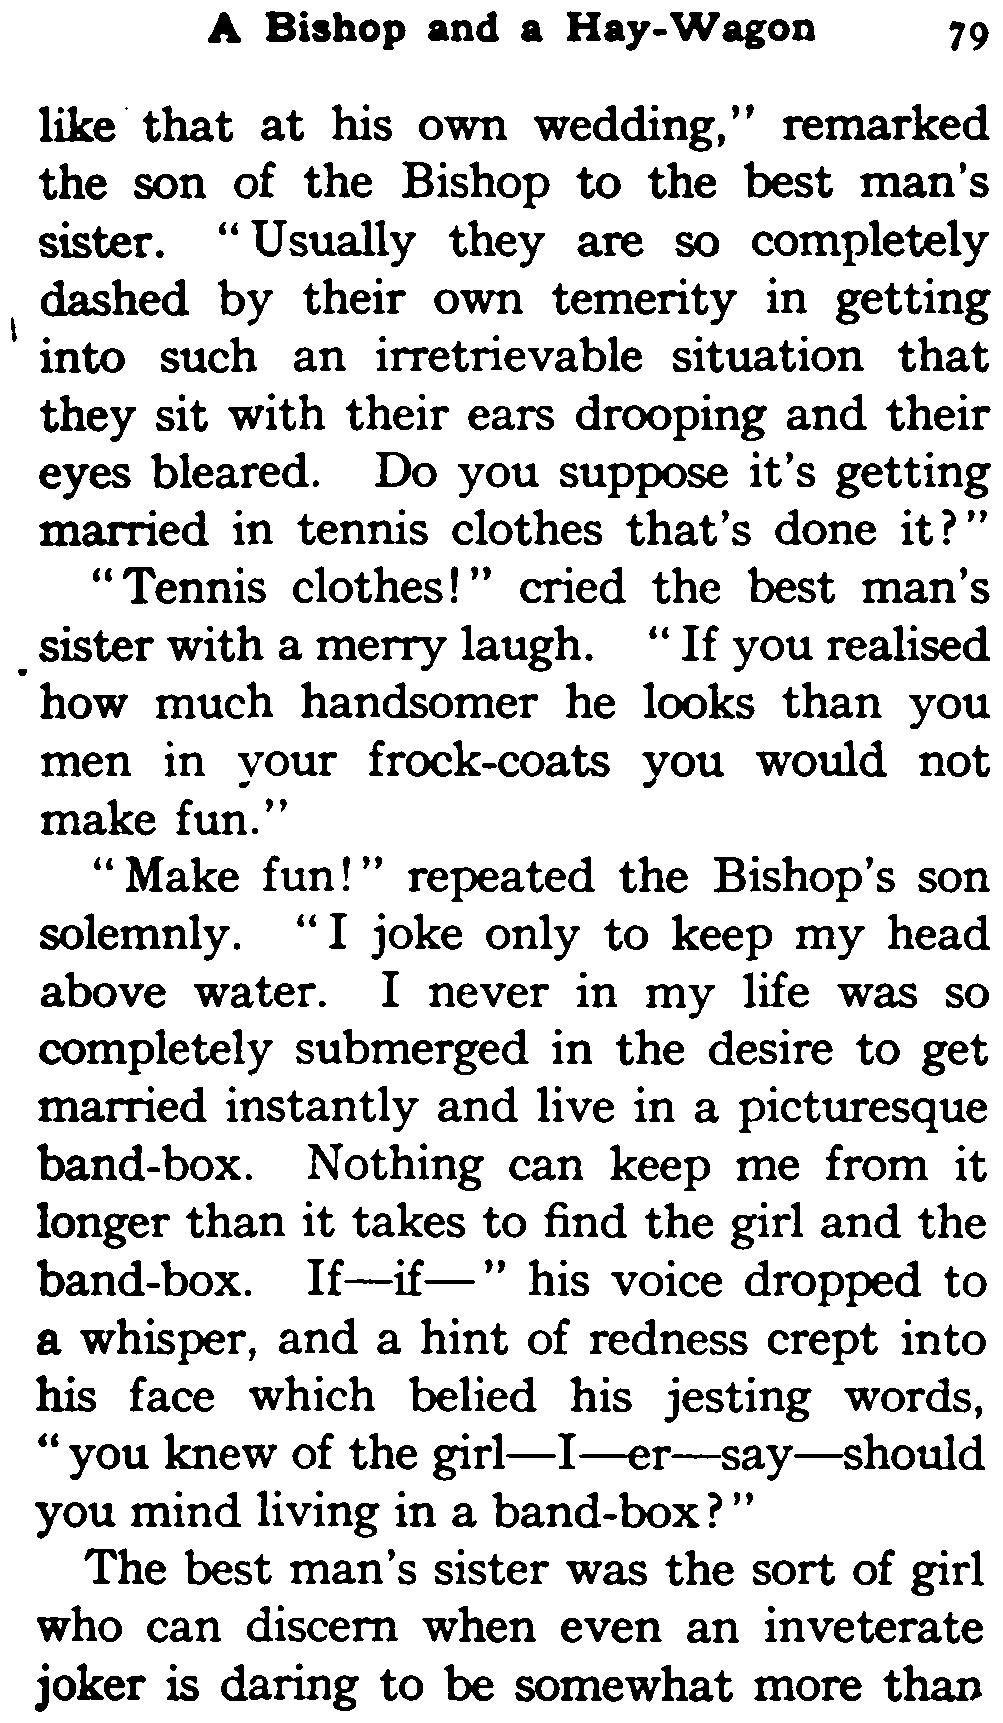 A Bishop and a Hay-Wagon 79
like that at his own wedding," remarked
the son of the Bishop to the best man's
sister. "Usually they are so completely
dashed by their own temerity in getting
into such an irretrievable situation that
they sit with their ears drooping and their
eyes bleared. Do you suppose it's getting
married in tennis clothes that's done it?"
"Tennis clothes!" cried the best man's
sister with a merry laugh. "If you realised
how much handsomer he looks than you
men in your frock-coats you would not
make fun."
"Make fun!" repeated the Bishop's son
solemnly. "I joke only to keep my head
above water. I never in my life was so
completely submerged in the desire to get
married instantly and live in a picturesque
band-box. Nothing can keep me from it
longer than it takes to find the girl and the
band-box. If—if—" his voice dropped to
a whisper, and a hint of redness crept into
his face which belied his jesting words,
"you knew of the girl—I—er—say—should
you mind living in a band-box?"
The best man's sister was the sort of girl
who can discern when even an inveterate
joker is daring to be somewhat more than